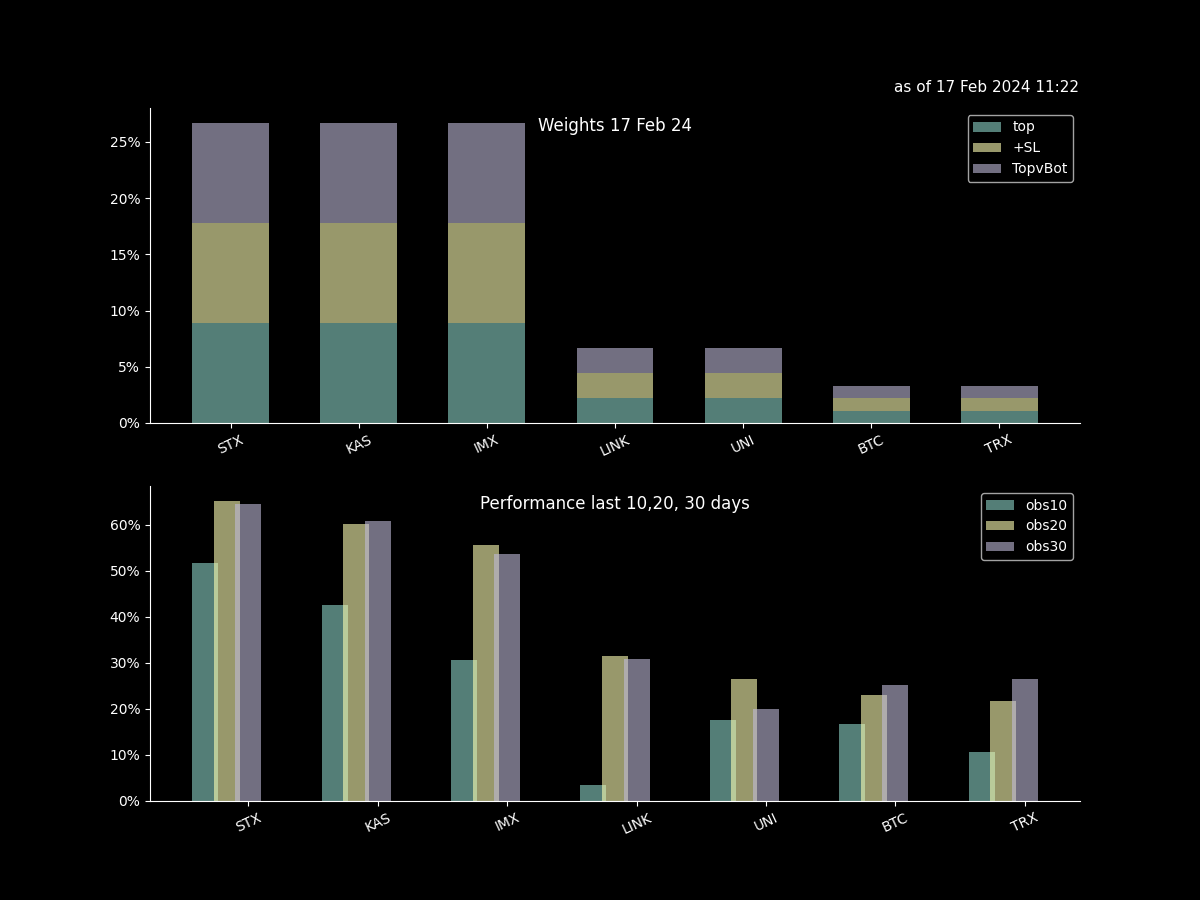 as of 17 Feb 2024 11:22
Weights 17 Feb 24
top
+SL
TopvBot
25%
20%
15%
10%
5%
0%
STX KAS IMX LINK UNI BTC TRX
Performance last 10,20, 30 days
obs10
obs20
obs30
60%
50%
40%
30%
20%
10%
0%
STX KAS IMX LINK UNI BTC TRX